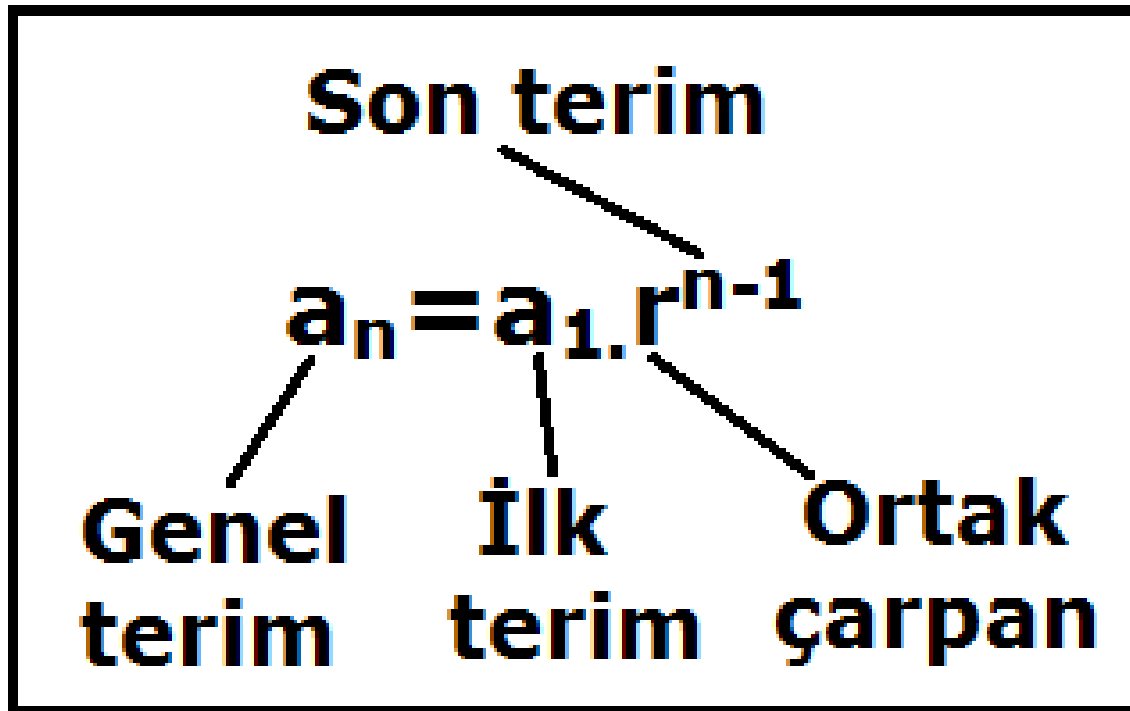 Son terim
aₙ=a₁.rⁿ⁻¹
Genel İlk Ortak
terim terim çarpan